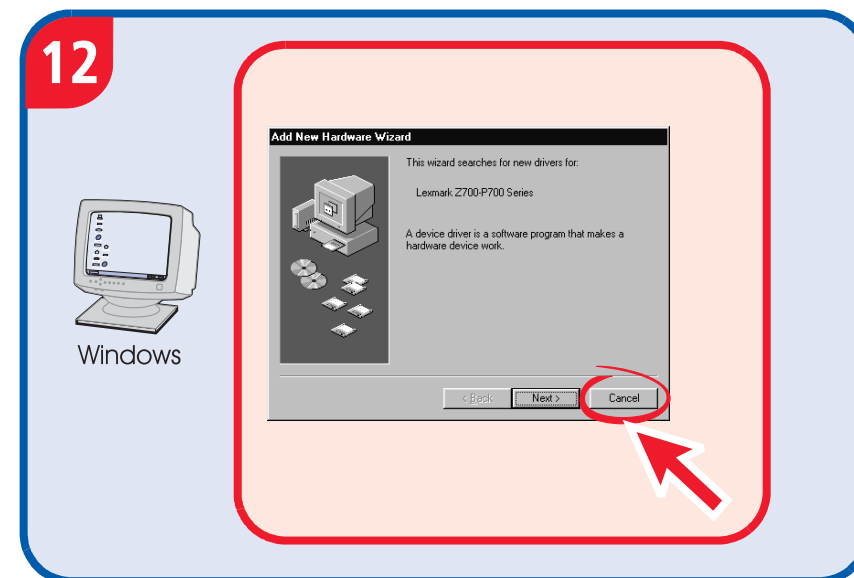 12
Add New Hardware Wizard
This wizard searches for new drivers for:
Lexmark Z700-P700 Series
A device driver is a software program that makes a
hardware device work.
< Back
Next >
Cancel
Windows